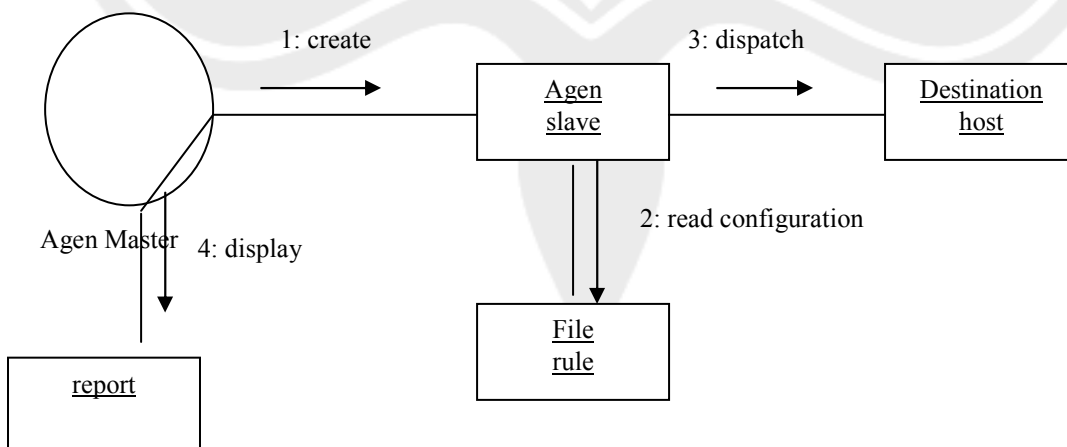 1: create
3: dispatch
Agen
slave
Destination
host
2: read configuration
Agen Master
4: display
File
rule
report